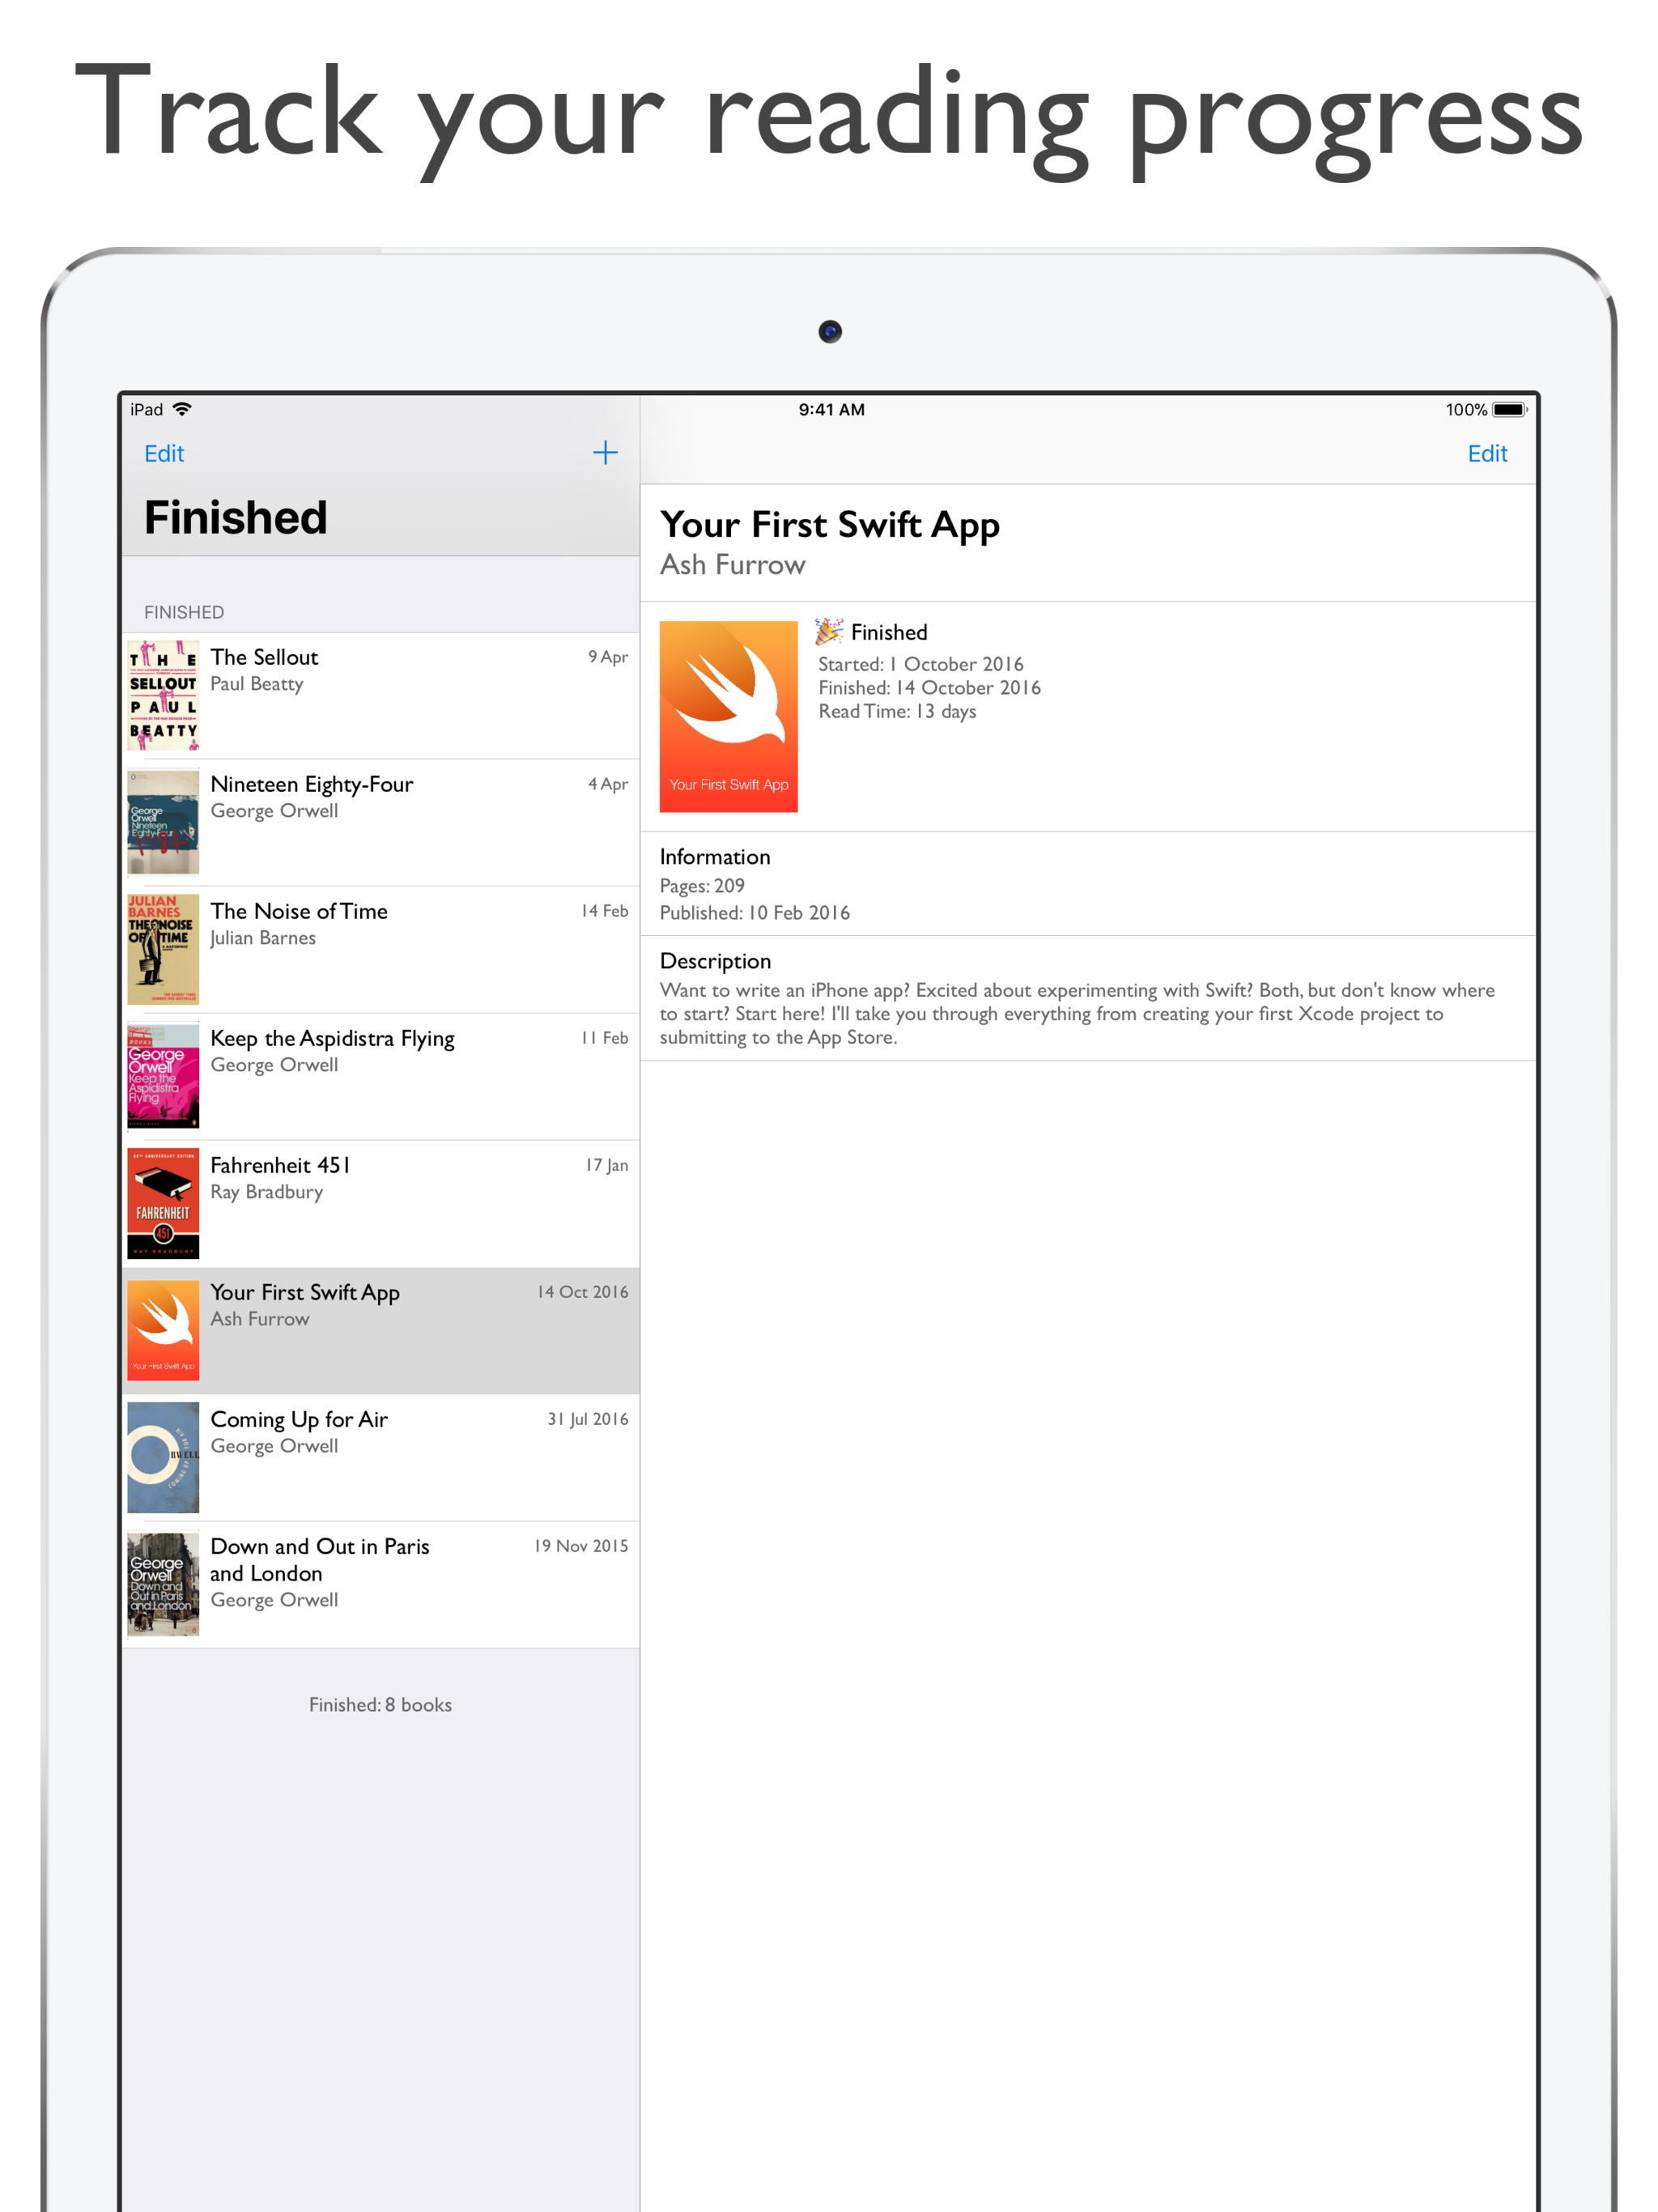 Track your reading progress
iPad
9:41 AM
100%
Edit
+
Edit
Finished
FINISHED
THE
SELLOUT
PAUL
BEATTY
The Sellout
9 Apr
Paul Beatty
George
Orwell
Nineteen
Eighty-Four
Nineteen Eighty-Four
4 Apr
George Orwell
JULIAN
BARNES
THE NOISE
OF TIME
The Noise of Time
14 Feb
Julian Barnes
BOOKS
George
Orwell
Keep the
Aspidistra
Flying
Keep the Aspidistra Flying
11 Feb
George Orwell
FAHRENHEIT
451
RAY BRADBURY
Fahrenheit 451
17 Jan
Ray Bradbury
Your First Swift App
Your First Swift App
14 Oct 2016
Ash Furrow
ORWELL
COMING UP
FOR AIR
Coming Up for Air
31 Jul 2016
George Orwell
George
Orwell
Down and
Out in Paris
and London
Down and Out in Paris
and London
19 Nov 2015
George Orwell
Finished: 8 books
Your First Swift App
Ash Furrow
Your First Swift App
Finished
Started: 1 October 2016
Finished: 14 October 2016
Read Time: 13 days
Information
Pages: 209
Published: 10 Feb 2016
Description
Want to write an iPhone app? Excited about experimenting with Swift? Both, but don't know where
to start? Start here! I'll take you through everything from creating your first Xcode project to
submitting to the App Store.